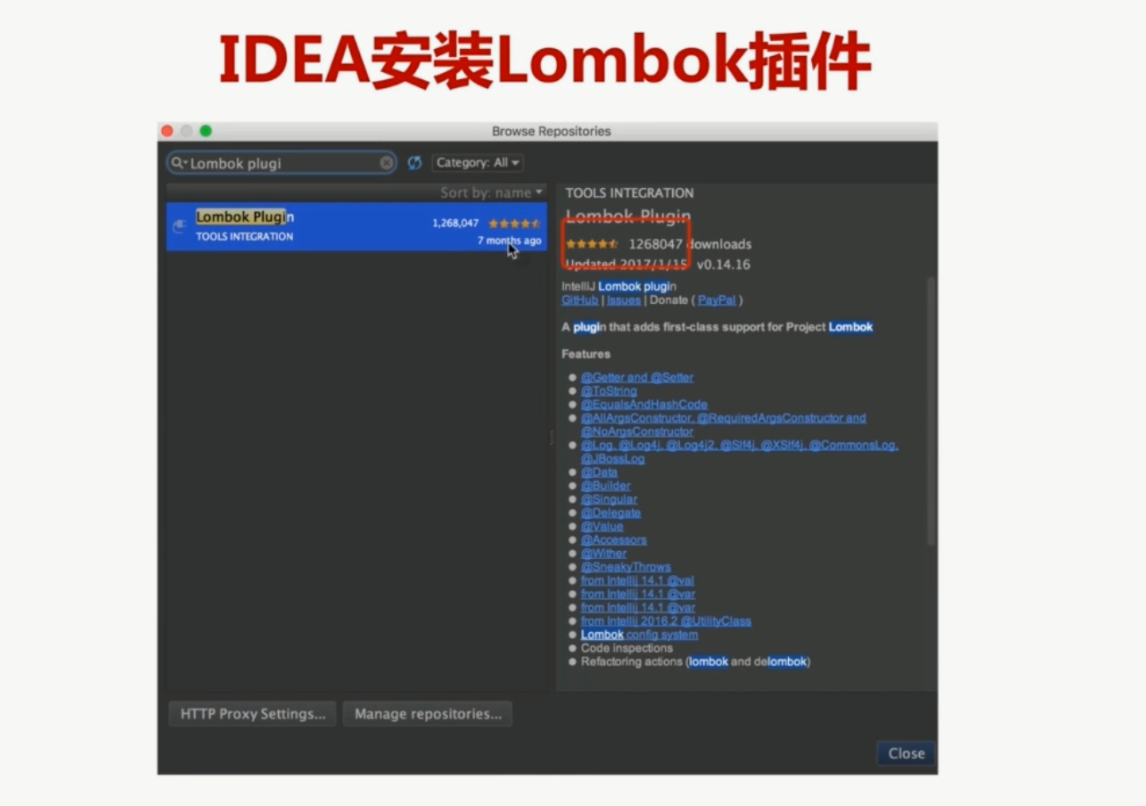 IDEA安装Lombok插件
Browse Repositories
Lombok plugi
Category: All
Sort by: name
Lombok Plugin
1,268,047
TOOLS INTEGRATION
7 months ago
TOOLS INTEGRATION
Lombok Plugin
1268047 downloads
Updated 2017/1/15 v0.14.16
IntelliJ Lombok plugin
GitHub | Issues | Donate ( PayPal )
A plugin that adds first-class support for Project Lombok
Features
@Getter and @Setter
@ToString
@EqualsAndHashCode
@AllArgsConstructor, @RequiredArgsConstructor and
@NoArgsConstructor
@Log, @Log4j, @Log4j2, @Slf4j, @XSlf4j, @CommonsLog,
@JBossLog
@Data
@Builder
@Singular
@Delegate
@Value
@Accessors
@Wither
@SneakyThrows
from Intellij 14.1 @val
from Intellij 14.1 @var
from Intellij 14.1 @var
from Intellij 2016.2 @UtilityClass
Lombok config system
Code inspections
Refactoring actions (lombok and delombok)
HTTP Proxy Settings...
Manage repositories...
Close